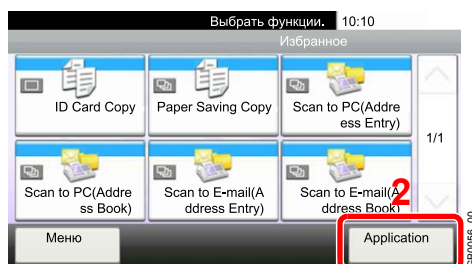 Выбрать функции. 10:10
Избранное
ID Card Copy
Paper Saving Copy
Scan to PC(Addre
ess Entry)
1/1
Scan to PC(Addre
ss Book)
Scan to E-mail(A
ddress Entry)
Scan to E-mail(A
ddress Book)
2
Меню
Application